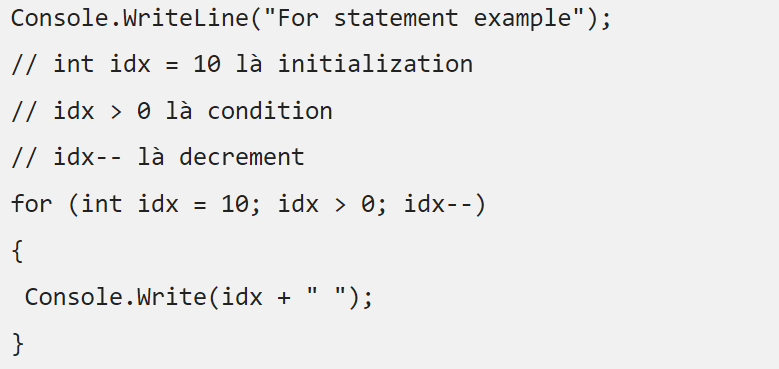 Console.WriteLine("For statement example");
// int idx = 10 là initialization
// idx > 0 là condition
// idx-- là decrement
for (int idx = 10; idx > 0; idx--)
{
 Console.Write(idx + " ");
}